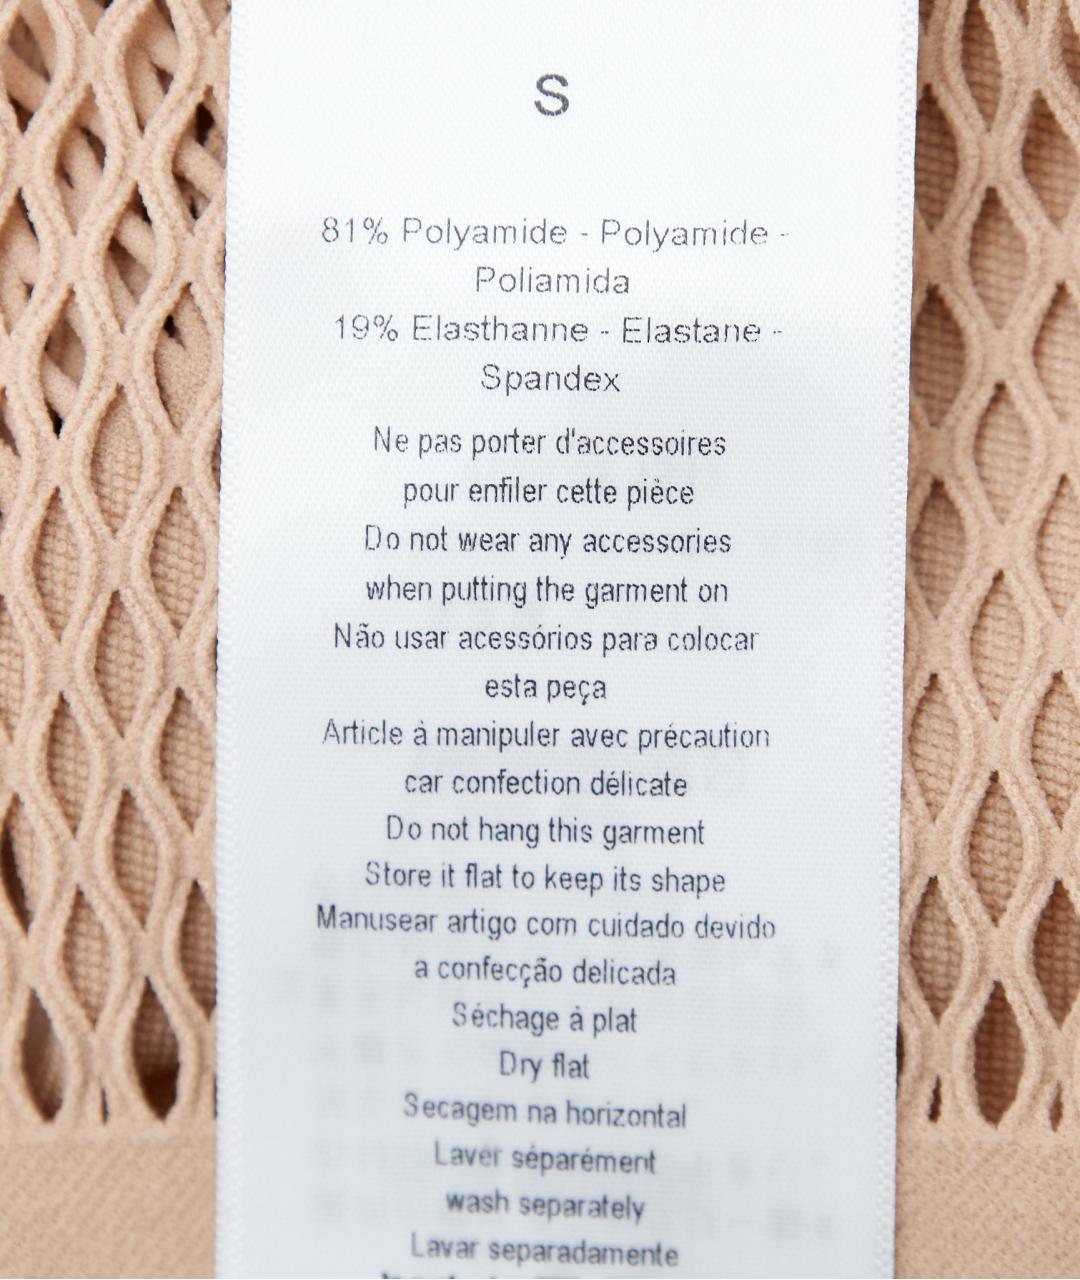 S
81% Polyamide - Polyamide -
Poliamida
19% Elasthanne - Elastane -
Spandex
Ne pas porter d'accessoires
pour enfiler cette pièce
Do not wear any accessories
when putting the garment on
Não usar acessórios para colocar
esta peça
Article à manipuler avec précaution
car confection délicate
Do not hang this garment
Store it flat to keep its shape
Manusear artigo com cuidado devido
a confecção delicada
Séchage à plat
Dry flat
Secagem na horizontal
Laver séparément
wash separately
Lavar separadamente